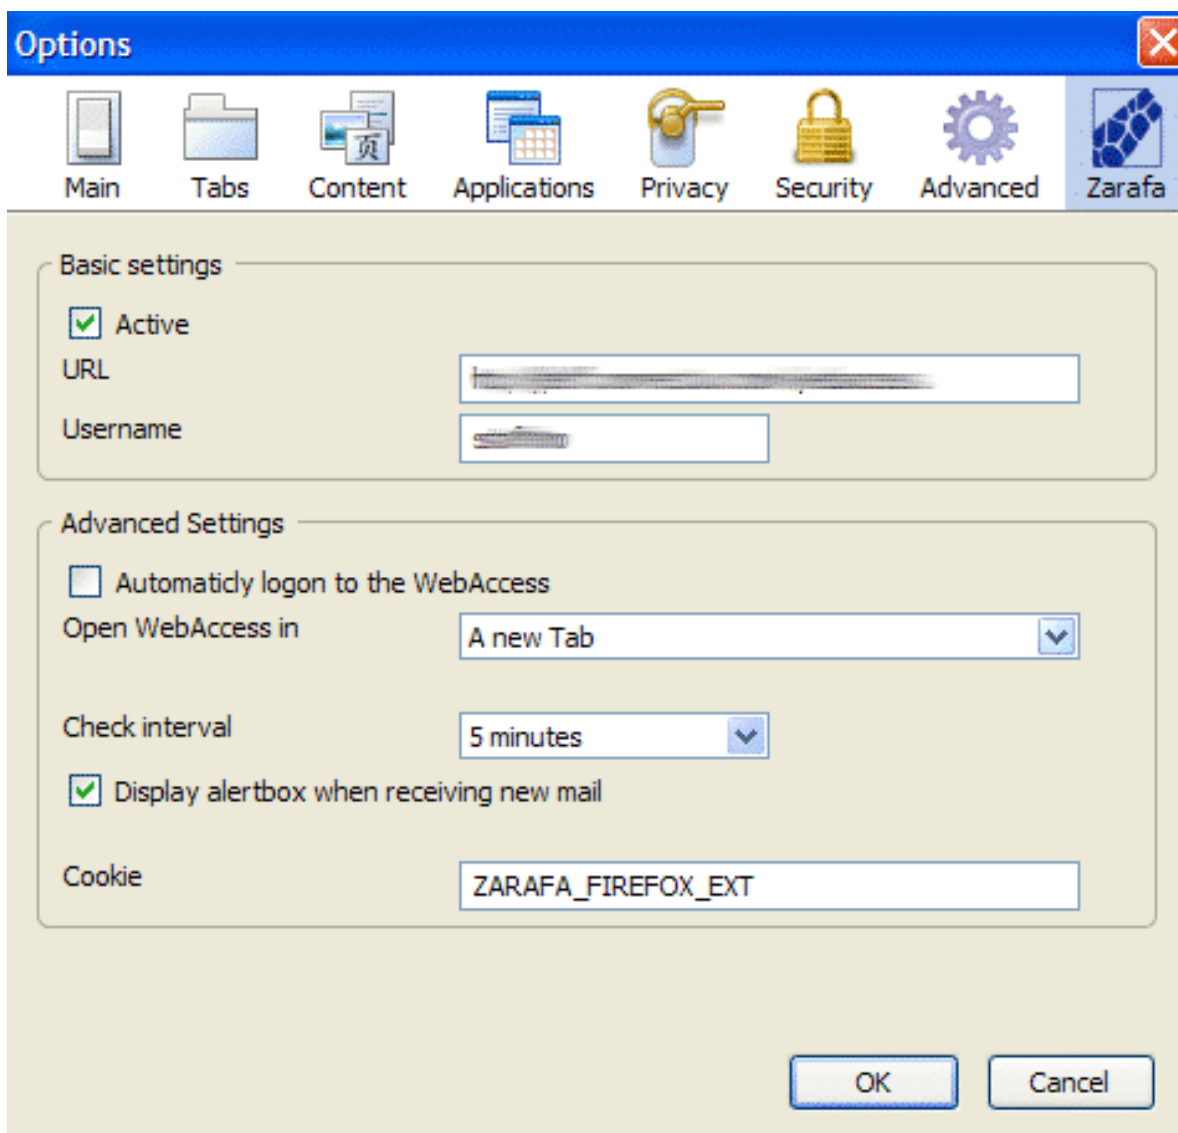 Options
Main Tabs Content Applications Privacy Security Advanced Zarafa
页
Basic settings
Active
URL
Username
Advanced Settings
Automaticly logon to the WebAccess
Open WebAccess in A new Tab
Check interval 5 minutes
Display alertbox when receiving new mail
Cookie ZARAFA_FIREFOX_EXT
OK Cancel